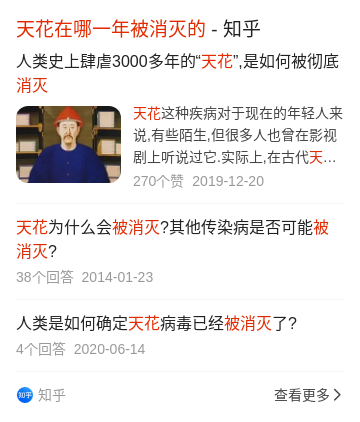 天花在哪一年被消灭的 - 知乎
人类史上肆虐3000多年的“天花”,是如何被彻底
消灭
天花这种疾病对于现在的年轻人来
说,有些陌生,但很多人也曾在影视
剧上听说过它.实际上,在古代天…
270个赞 2019-12-20
天花为什么会被消灭?其他传染病是否可能被
消灭?
38个回答 2014-01-23
人类是如何确定天花病毒已经被消灭了?
4个回答 2020-06-14
知乎 知乎
查看更多